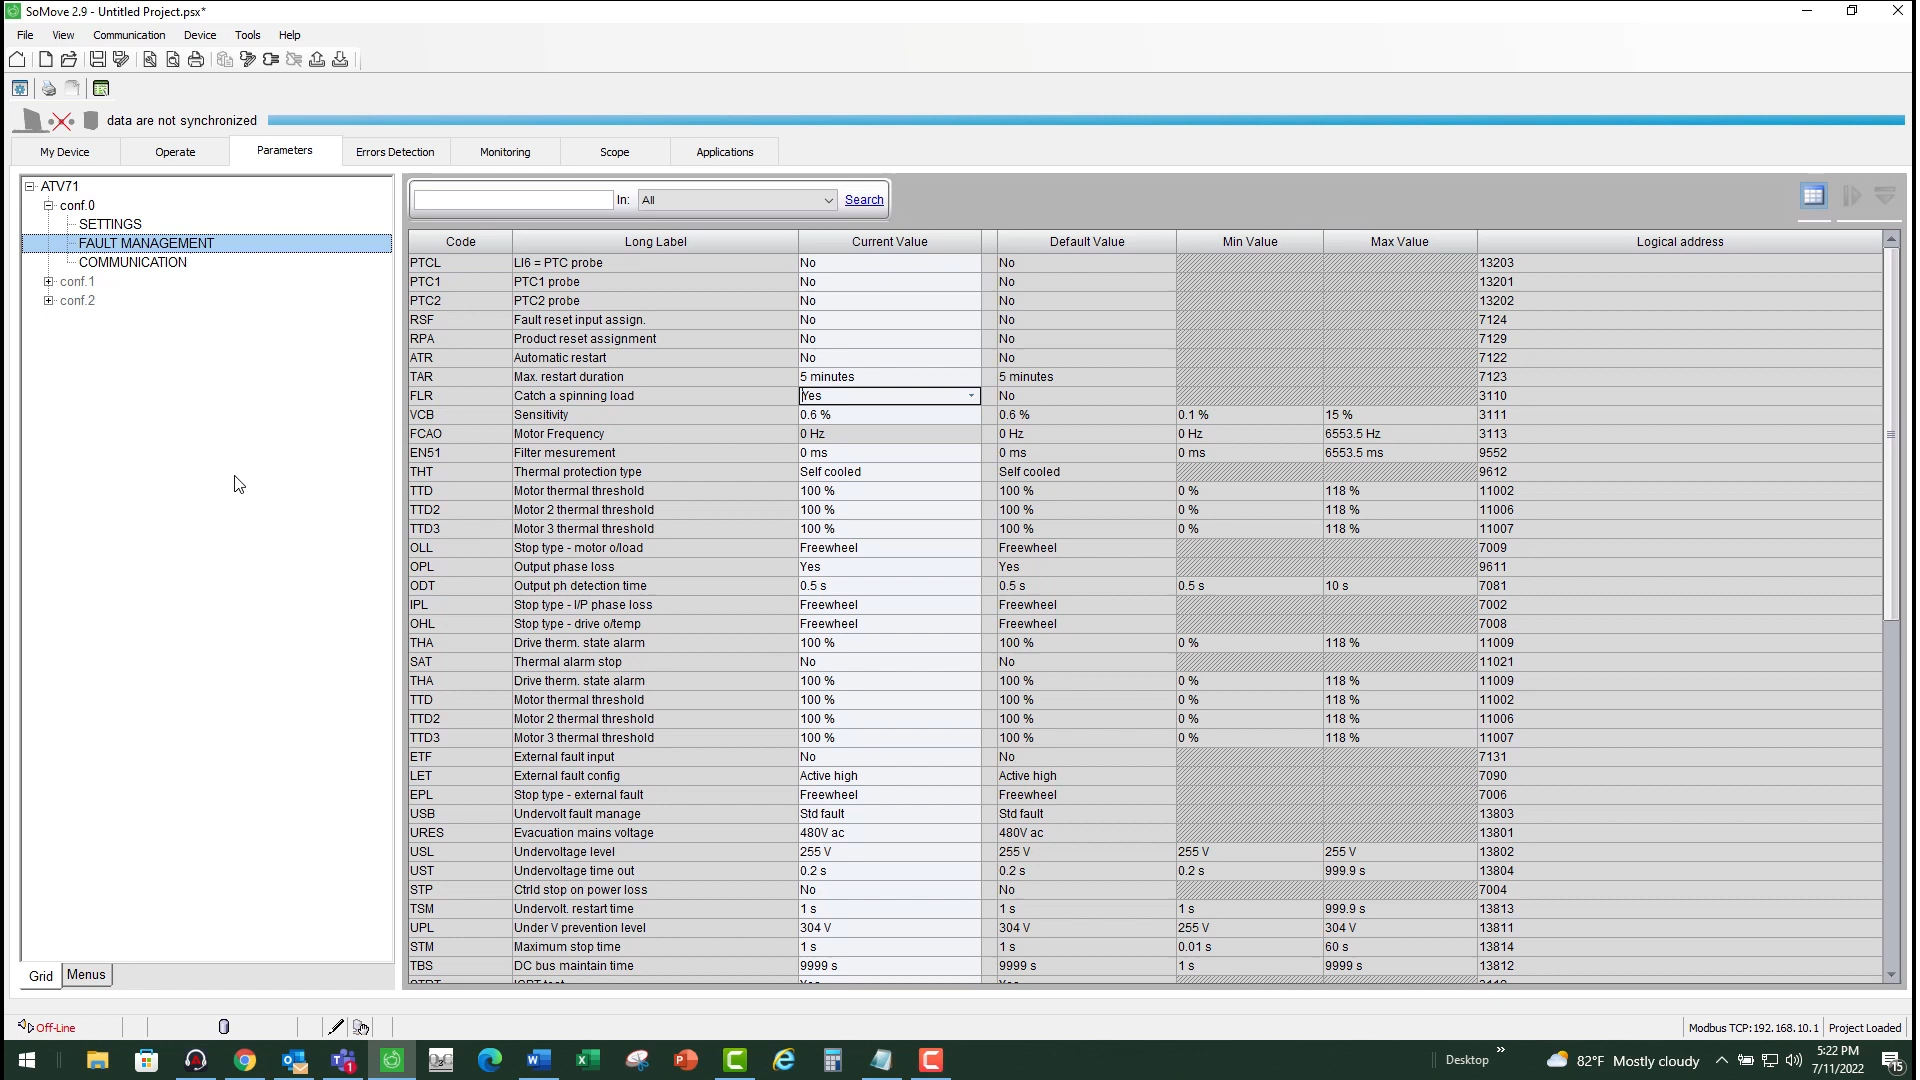 SoMove 2.9 - Untitled Project.psx*
File View Communication Device Tools Help
data are not synchronized
My Device Operate Parameters Errors Detection Monitoring Scope Applications
ATV71
conf.0
SETTINGS
FAULT MANAGEMENT
COMMUNICATION
conf.1
conf.2
In: All Search
Code Long Label Current Value Default Value Min Value Max Value Logical address
PTCL LI6 = PTC probe No No 13203
PTC1 PTC1 probe No No 13201
PTC2 PTC2 probe No No 13202
RSF Fault reset input assign. No No 7124
RPA Product reset assignment No No 7129
ATR Automatic restart No No 7122
TAR Max. restart duration 5 minutes 5 minutes 7123
FLR Catch a spinning load Yes No 3110
VCB Sensitivity 0.6 % 0.6 % 0.1 % 15 % 3111
FCAO Motor Frequency 0 Hz 0 Hz 0 Hz 6553.5 Hz 3113
EN51 Filter mesurement 0 ms 0 ms 0 ms 6553.5 ms 9552
THT Thermal protection type Self cooled Self cooled 9612
TTD Motor thermal threshold 100 % 100 % 0 % 118 % 11002
TTD2 Motor 2 thermal threshold 100 % 100 % 0 % 118 % 11006
TTD3 Motor 3 thermal threshold 100 % 100 % 0 % 118 % 11007
OLL Stop type - motor o/load Freewheel Freewheel 7009
OPL Output phase loss Yes Yes 9611
ODT Output ph detection time 0.5 s 0.5 s 0.5 s 10 s 7081
IPL Stop type - I/P phase loss Freewheel Freewheel 7002
OHL Stop type - drive o/temp Freewheel Freewheel 7008
THA Drive therm. state alarm 100 % 100 % 0 % 118 % 11009
SAT Thermal alarm stop No No 11021
THA Drive therm. state alarm 100 % 100 % 0 % 118 % 11009
TTD Motor thermal threshold 100 % 100 % 0 % 118 % 11002
TTD2 Motor 2 thermal threshold 100 % 100 % 0 % 118 % 11006
TTD3 Motor 3 thermal threshold 100 % 100 % 0 % 118 % 11007
ETF External fault input No No 7131
LET External fault config Active high Active high 7090
EPL Stop type - external fault Freewheel Freewheel 7006
USB Undervolt fault manage Std fault Std fault 13803
URES Evacuation mains voltage 480V ac 480V ac 13801
USL Undervoltage level 255 V 255 V 255 V 255 V 13802
UST Undervoltage time out 0.2 s 0.2 s 0.2 s 999.9 s 13804
STP Ctrld stop on power loss No No 7004
TSM Undervolt. restart time 1 s 1 s 1 s 999.9 s 13813
UPL Under V prevention level 304 V 304 V 255 V 304 V 13811
STM Maximum stop time 1 s 1 s 0.01 s 60 s 13814
TBS DC bus maintain time 9999 s 9999 s 1 s 9999 s 13812
Grid Menus
Off-Line Modbus TCP:192.168.10.1 Project Loaded
Desktop 82°F Mostly cloudy 5:22 PM
7/11/2022 15